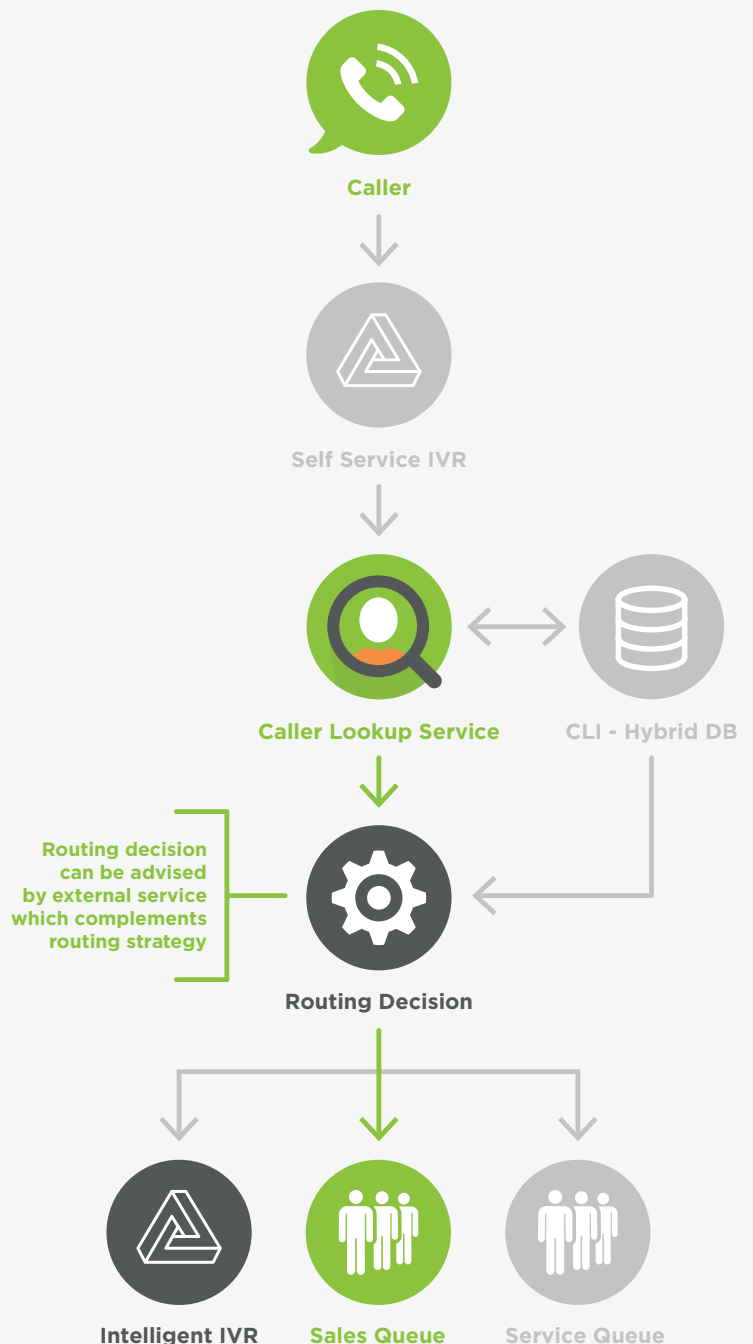 Caller
Self Service IVR
Caller Lookup Service
CLI - Hybrid DB
Routing decision
can be advised
by external service
which complements
routing strategy
Routing Decision
Intelligent IVR
Sales Queue
Service Queue